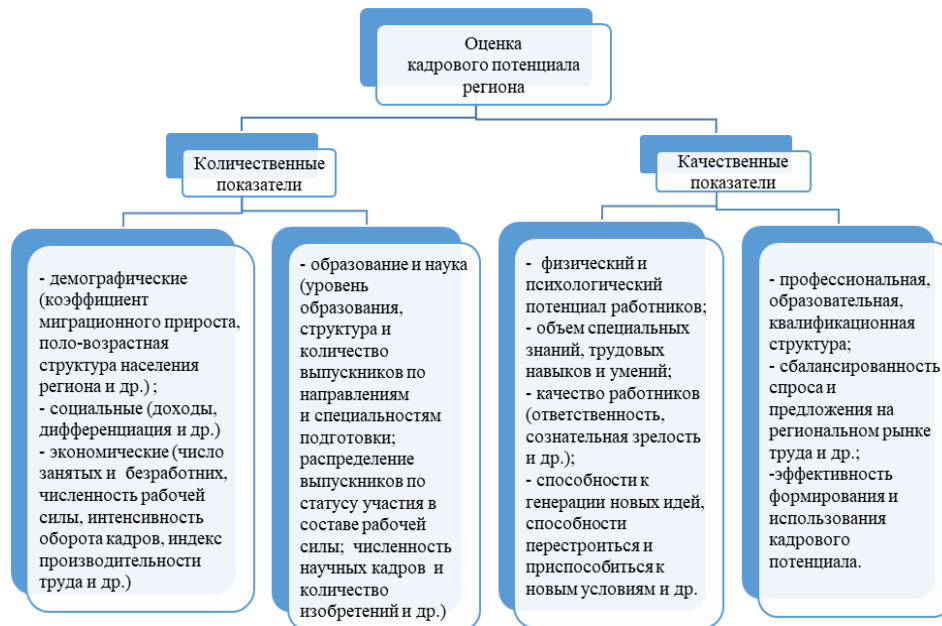 Оценка
кадрового потенциала
региона
Количественные
показатели
Качественные
показатели
- демографические
(коэффициент
миграционного прироста,
поло-возрастная
структура населения
региона и др.) ;
- социальные (доходы,
дифференциация и др.)
- экономические (число
занятых и безработних,
численность рабочей
силы, интенсивность
оборота кадров, индекс
производительности
труда и др.)
- образование и наука
(уровень
образования,
структура и
количество
выпускников по
направлениям
и специальностям
подготовки;
распределение
выпускников по
статусу участия в
составе рабочей
силы; численность
научных кадров и
количество
изобретений и др.)
- физический и
психологический
потенциал работников;
- объем специальных
знаний, трудовых
навыков и умений;
- качество работников
(ответственность,
сознательная зрелость
и др.);
- способности к
генерации новых идей,
способности
перестроиться и
приспособиться к
новым условиям и др.
- профессиональная,
образовательная,
квалификационная
структура;
- сбалансированность
спроса и
предложения на
региональном рынке
труда и др.;
-эффективность
формирования и
использования
кадрового
потенциала.